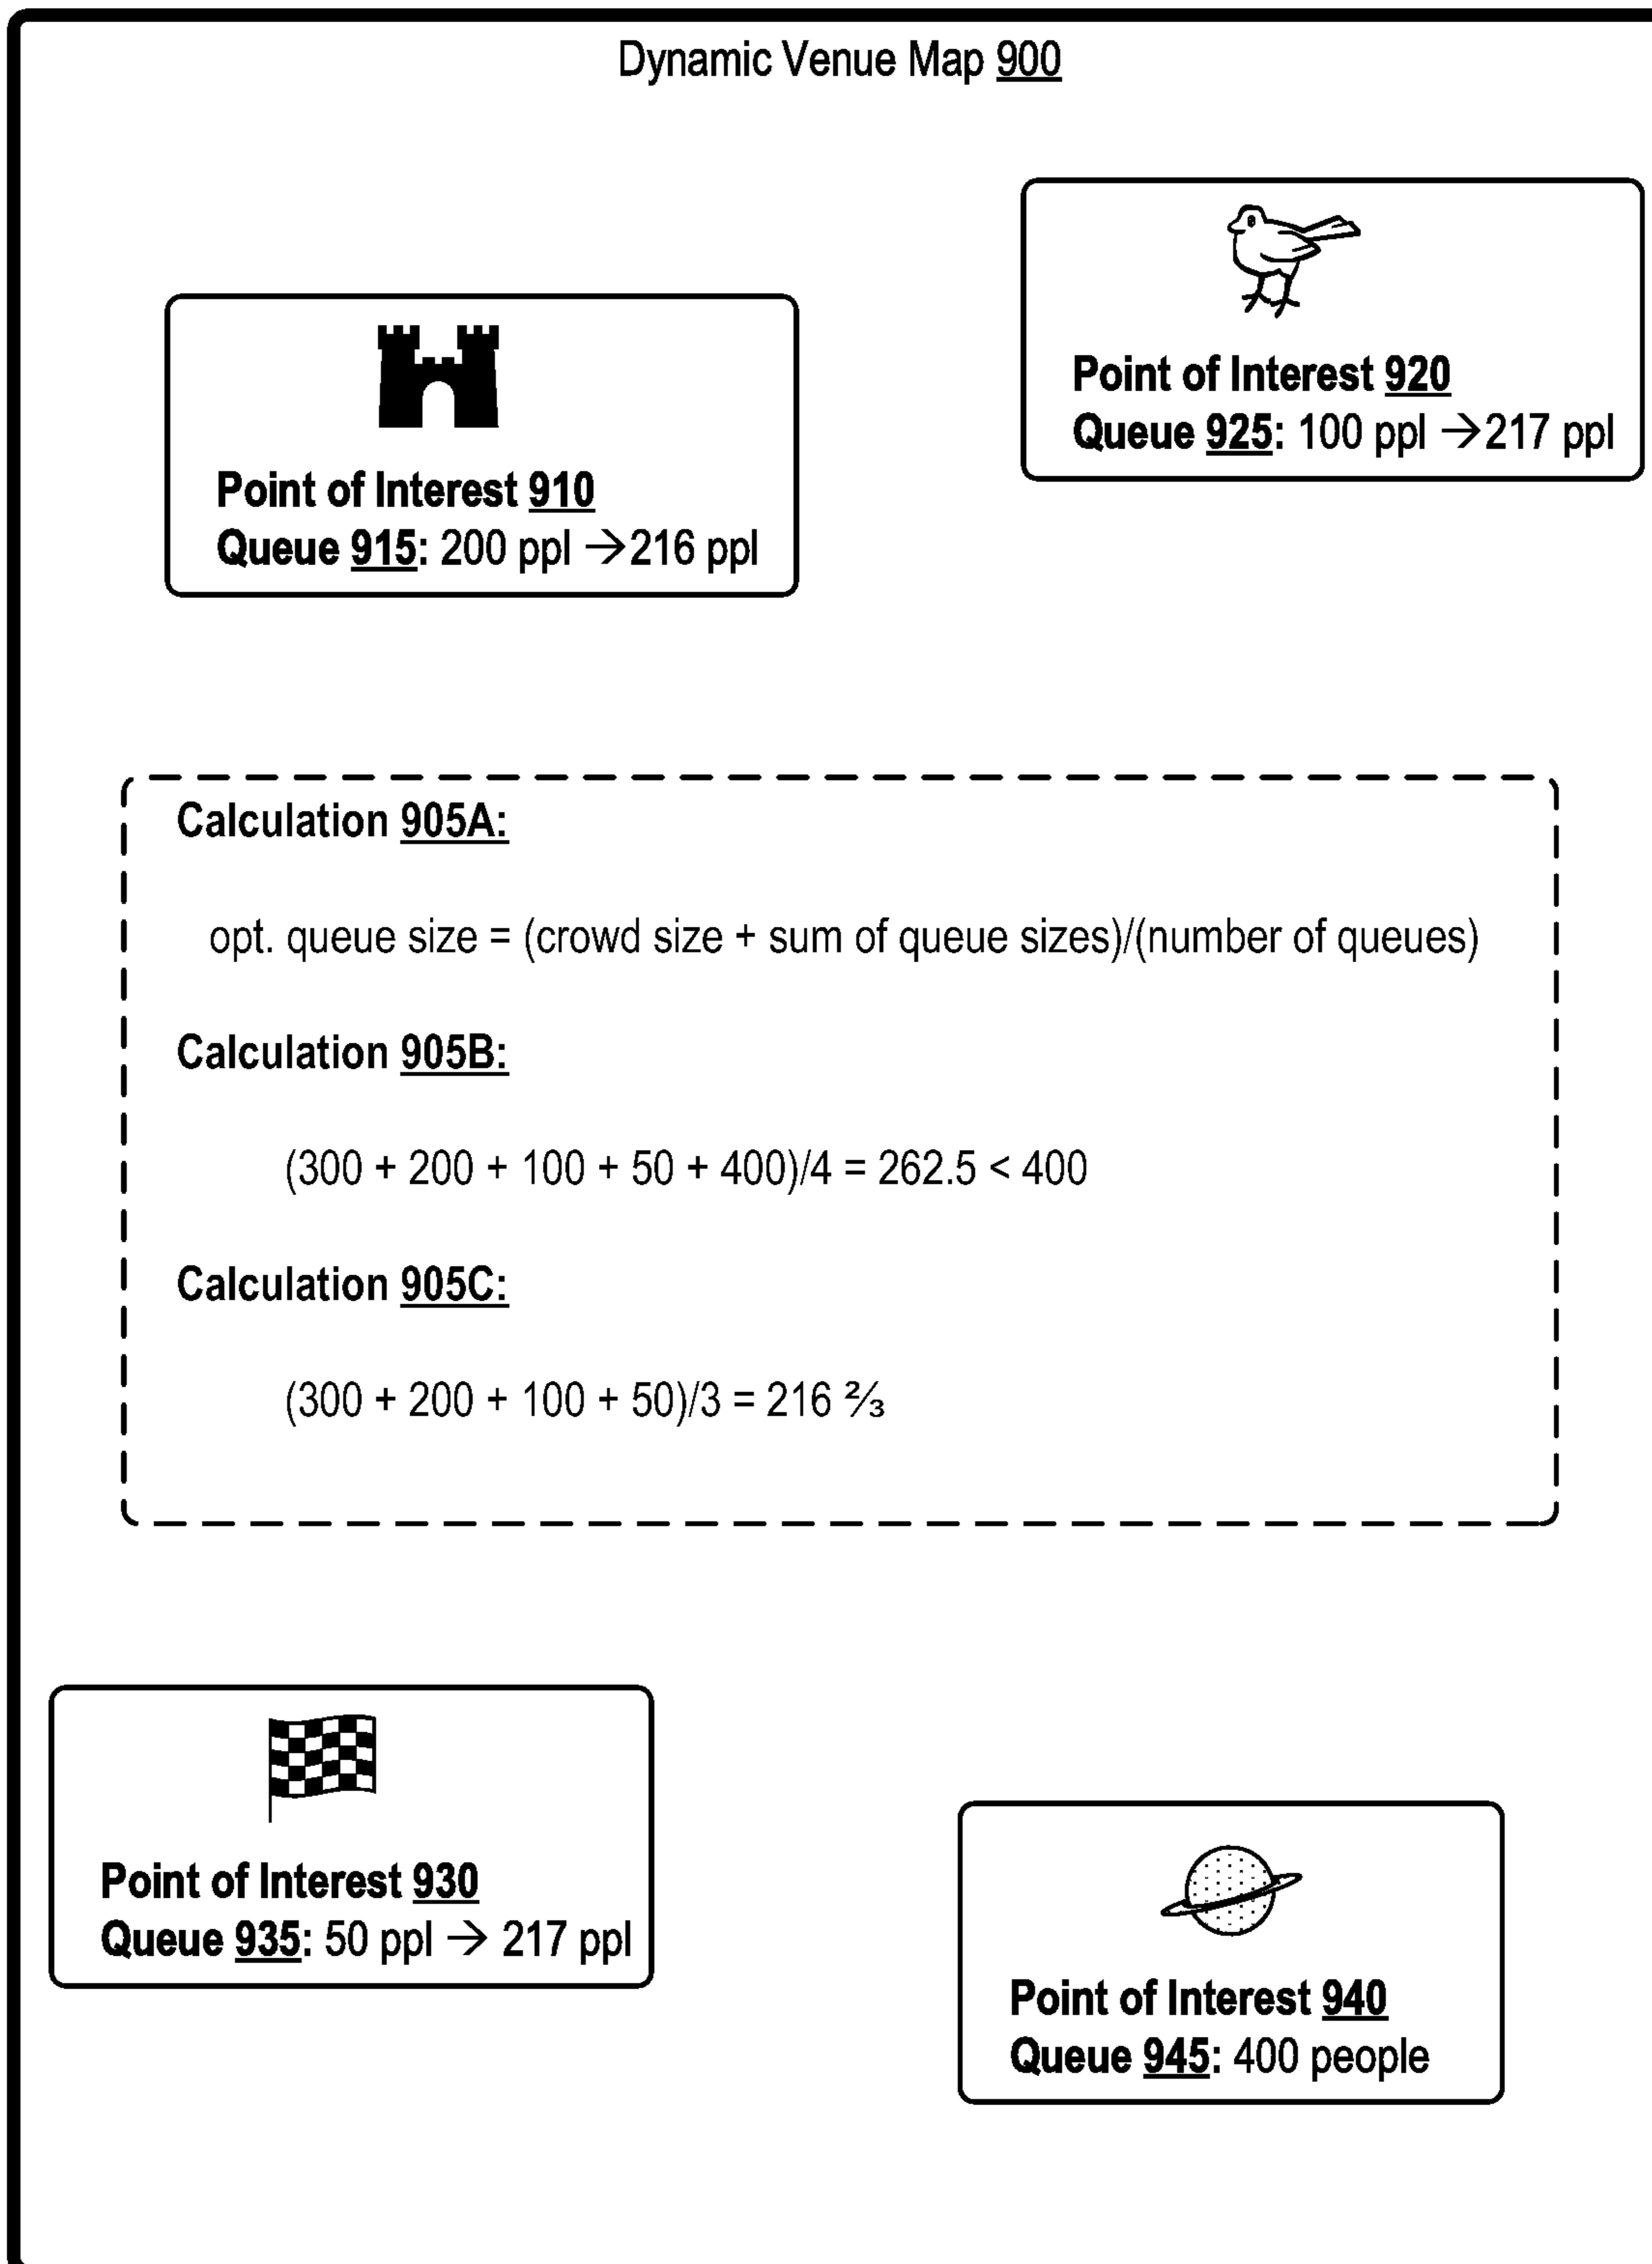 Dynamic Venue Map 900
Point of Interest 920
Queue 925: 100 ppl →217 ppl
Point of Interest 910
Queue 915: 200 ppl →216 ppl
Calculation 905A:
opt. queue size = (crowd size + sum of queue sizes)/(number of queues)
Calculation 905B:
(300 + 200 + 100 + 50 + 400)/4 = 262.5 < 400
Calculation 905C:
(300 + 200 + 100 + 50)/3 = 216 ⅔
Point of Interest 930
Queue 935: 50 ppl → 217 ppl
Point of Interest 940
Queue 945: 400 people